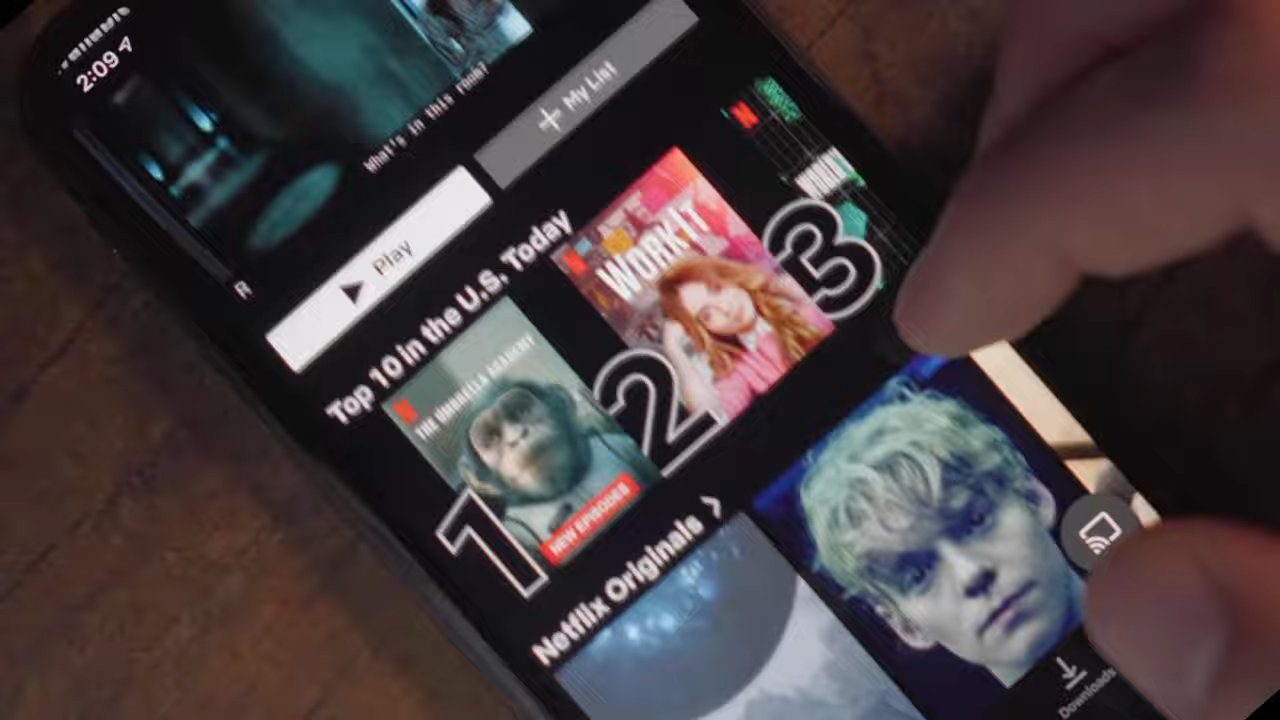 2:09
What's in this room?
+ My List
R
Play
Top 10 in the U.S. Today
N
THE UMBRELLA ACADEMY
NEW EPISODES
1
N
WORK IT
2
N
3
Netflix Originals >
Downloads